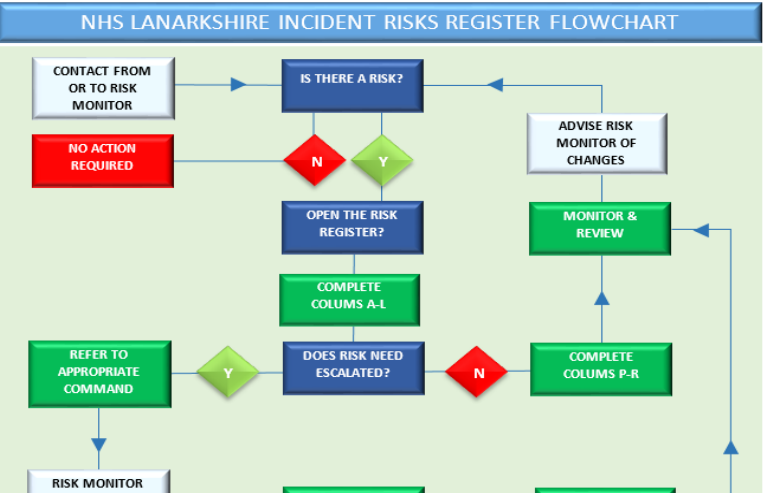 NHS LANARKSHIRE INCIDENT RISKS REGISTER FLOWCHART
CONTACT FROM
OR TO RISK
MONITOR
IS THERE A RISK?
ADVISE RISK
MONITOR OF
CHANGES
NO ACTION
REQUIRED
N
Y
OPEN THE RISK
REGISTER?
MONITOR &
REVIEW
COMPLETE
COLUMS A-L
REFER TO
APPROPRIATE
COMMAND
Y
DOES RISK NEED
ESCALATED?
N
COMPLETE
COLUMS P-R
RISK MONITOR